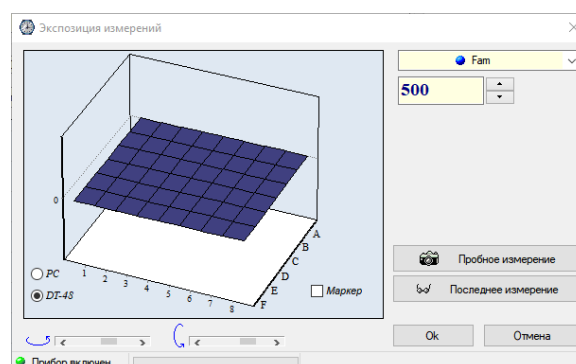 Экспозиция измерений
Fam
500
0
A
B
C
D
E
F
1 2 3 4 5 6 7 8
PC
DT-48
Маркер
Пробное измерение
Последнее измерение
Ok
Отмена
Прибор включен